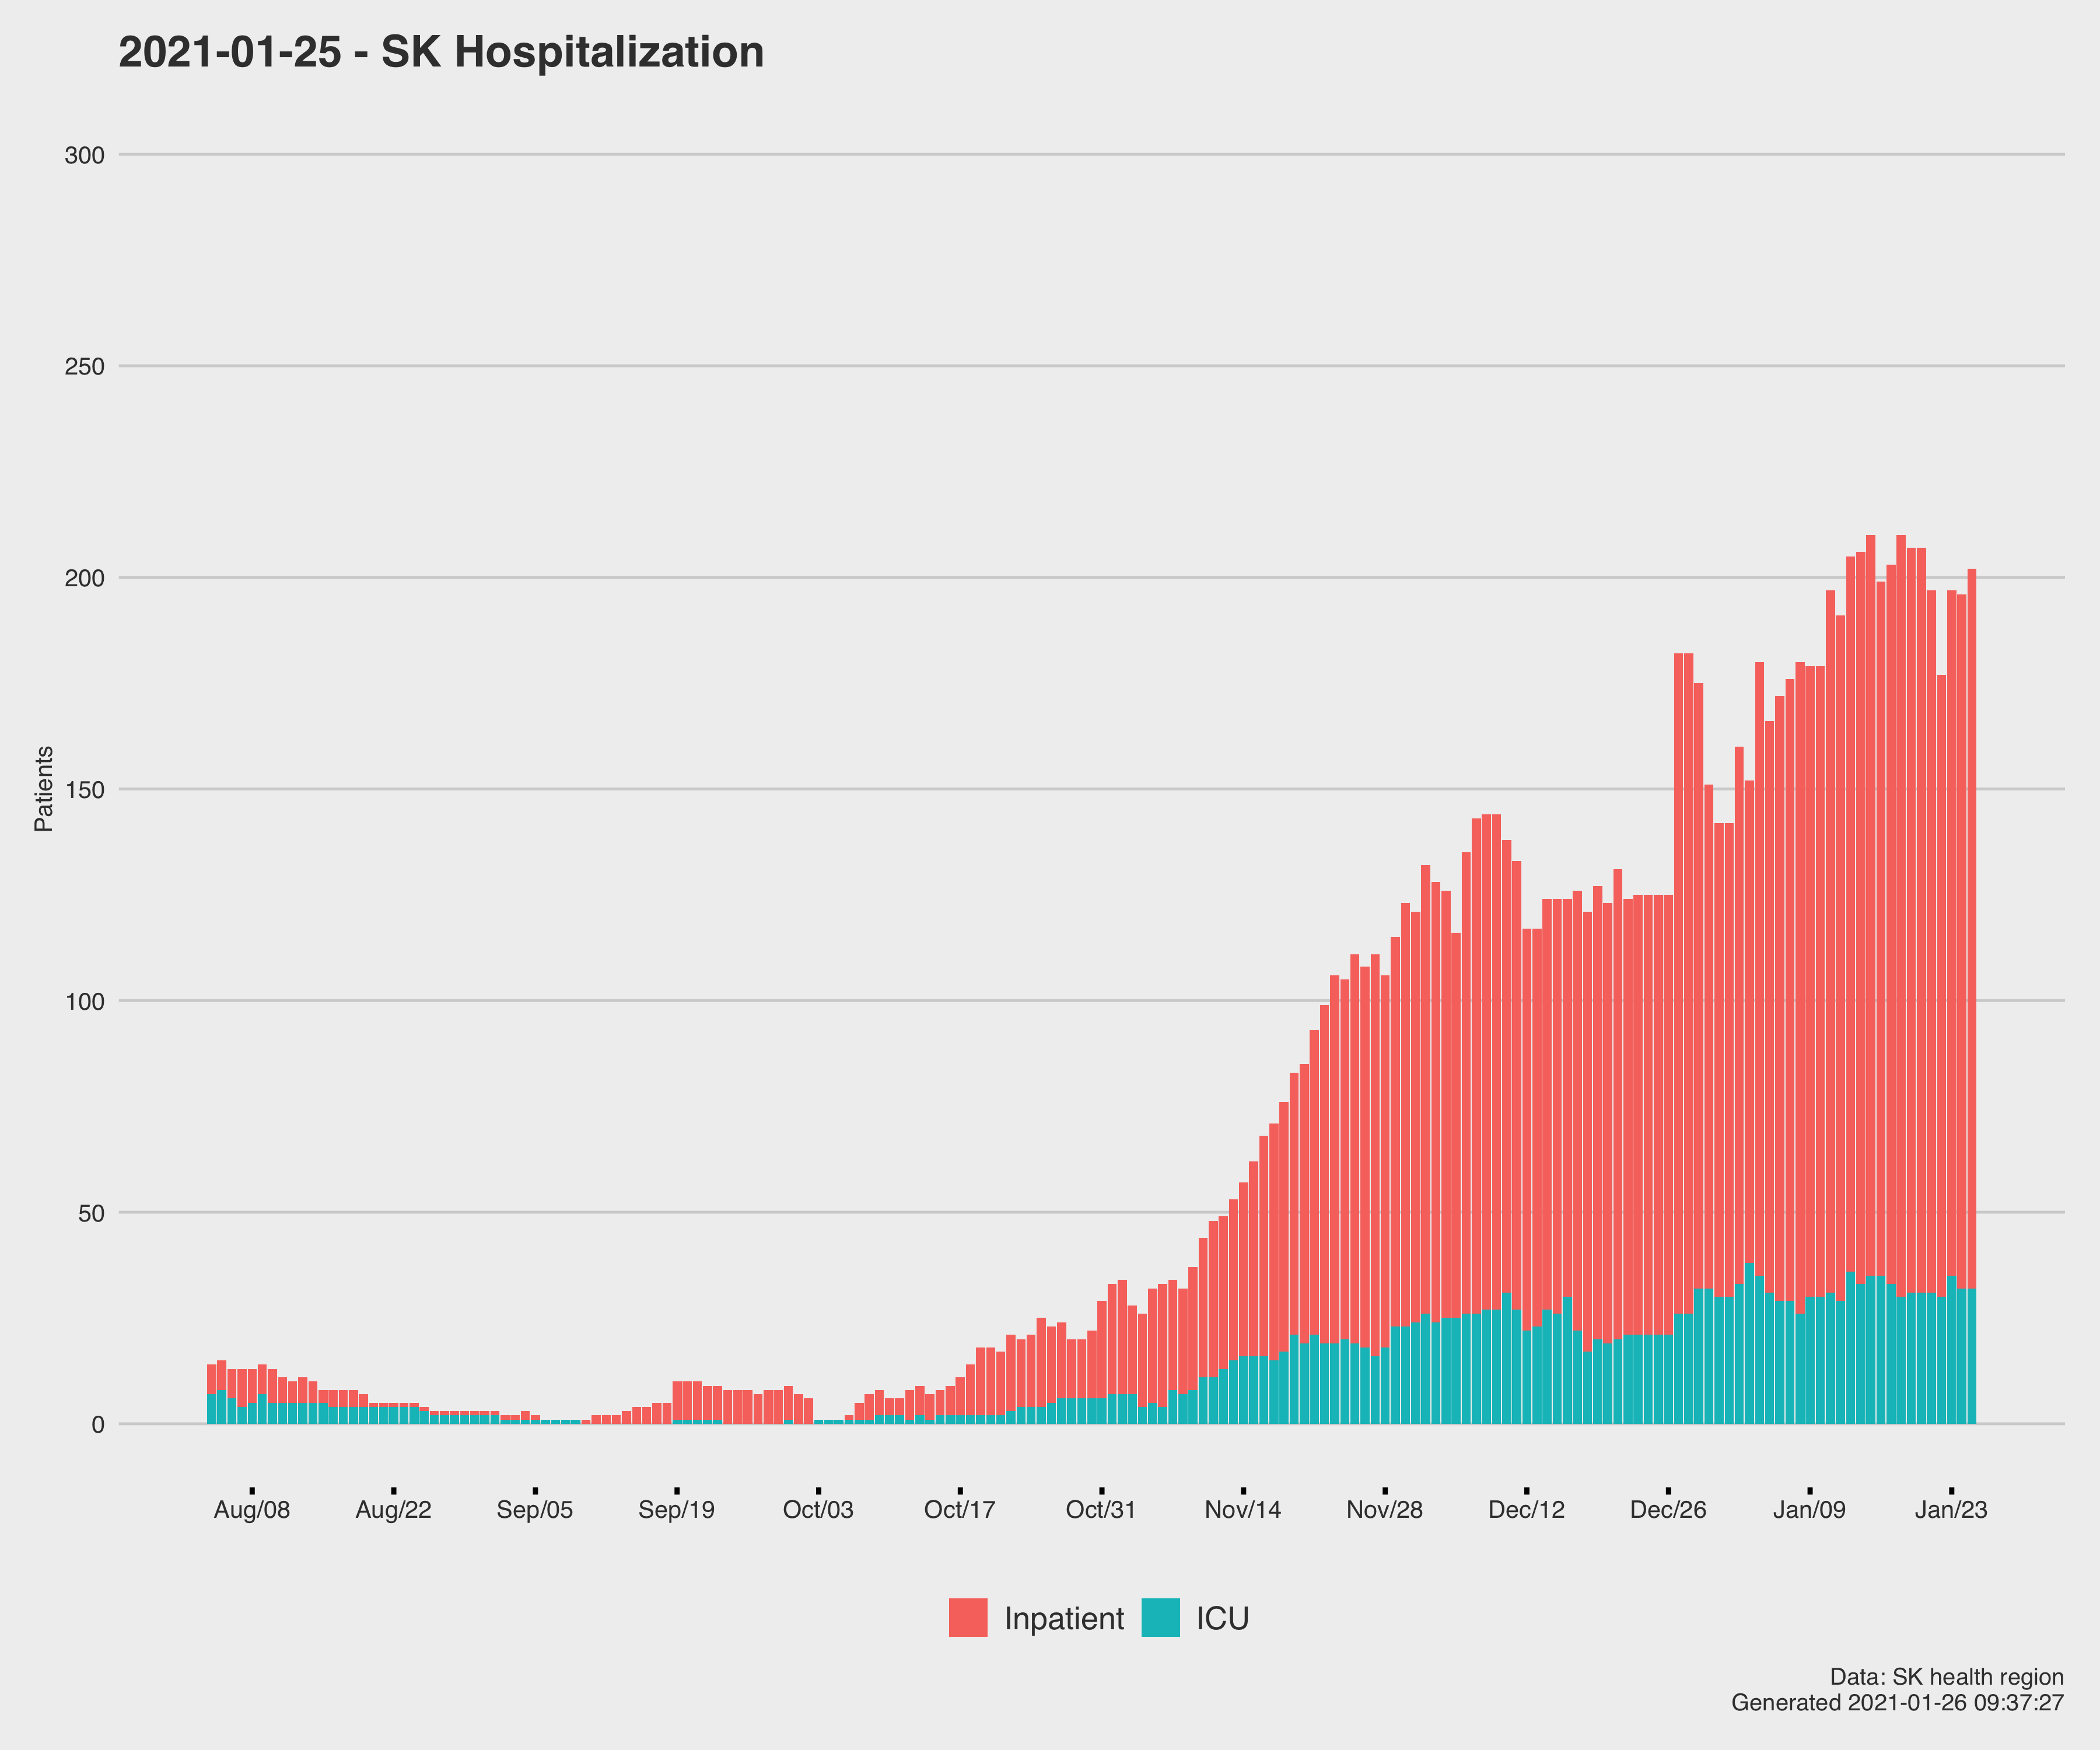 2021-01-25 - SK Hospitalization
300
250
200
150
100
50
0
Patients
Aug/08 Aug/22 Sep/05 Sep/19 Oct/03 Oct/17 Oct/31 Nov/14 Nov/28 Dec/12 Dec/26 Jan/09 Jan/23
Inpatient ICU
Data: SK health region
Generated 2021-01-26 09:37:27